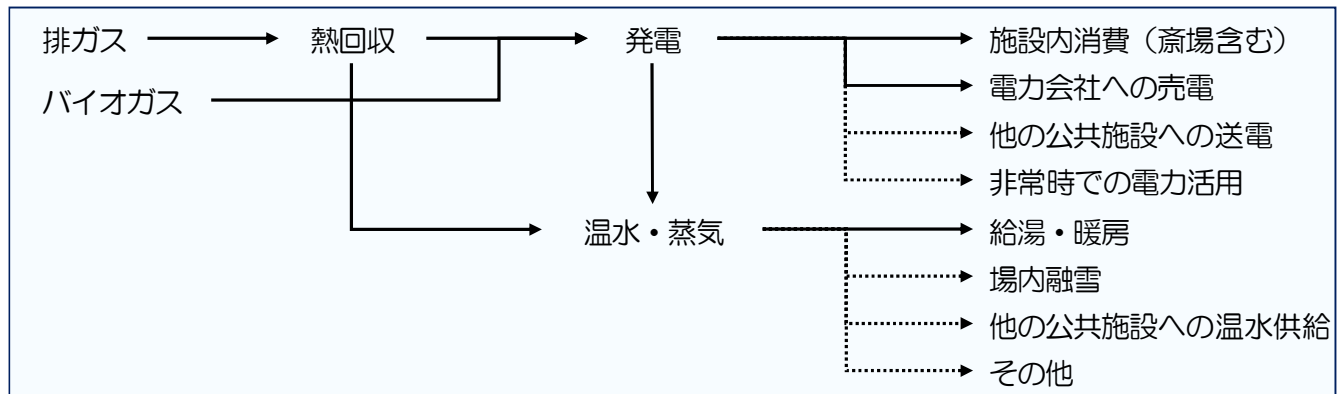 排ガス
熱回収
発電
施設内消費（斎場含む）
バイオガス
電力会社への売電
他の公共施設への送電
非常時での電力活用
温水・蒸気
給湯・暖房
場内融雪
他の公共施設への温水供給
その他